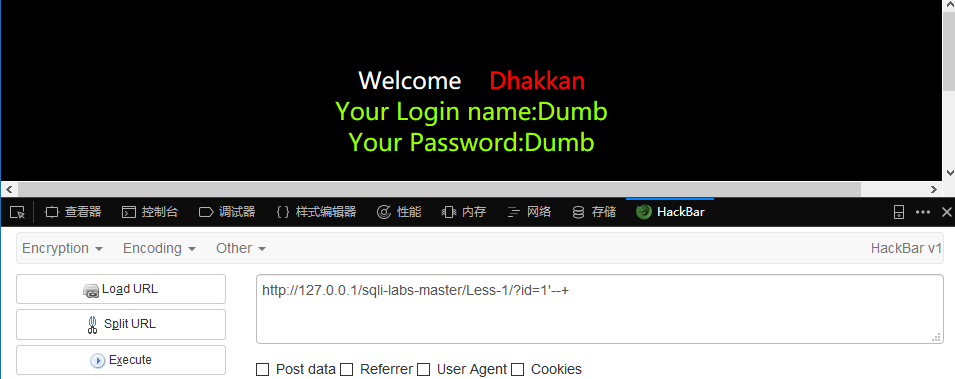 Welcome Dhakkan
Your Login name:Dumb
Your Password:Dumb
查看器 控制台 调试器 {} 样式编辑器 性能 内存 网络 存储 HackBar
Encryption Encoding Other HackBar v1
Load URL
http://127.0.0.1/sqli-labs-master/Less-1/?id=1'--+
Split URL
Execute
Post data Referrer User Agent Cookies